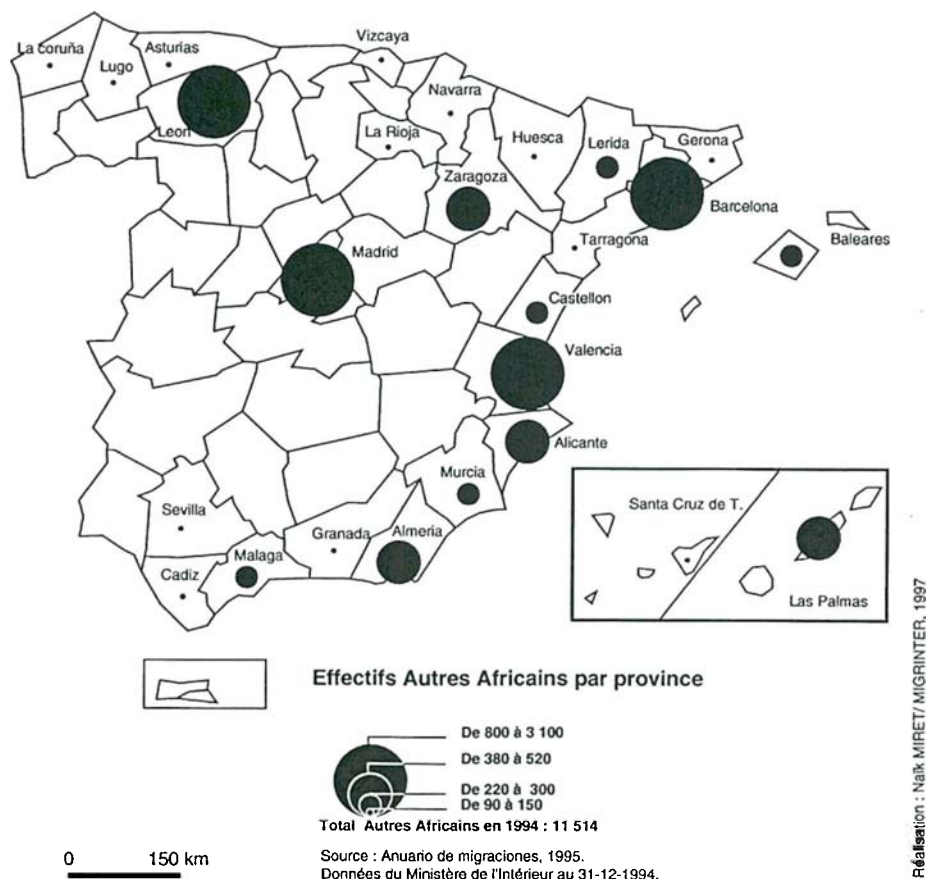 Vizcaya
La coruña
Asturias
Lugo
Navarra
Leon
La Rioja
Huesca
Lerida
Gerona
Zaragoza
Barcelona
Madrid
Tarragona
Baleares
Castellon
Valencia
Alicante
Murcia
Sevilla
Granada
Almeria
Malaga
Cadiz
Santa Cruz de T.
Las Palmas
Effectifs Autres Africains par province
De 800 à 3 100
De 380 à 520
De 220 à 300
De 90 à 150
Total Autres Africains en 1994 : 11 514
0 150 km
Source : Anuario de migraciones, 1995.
Données du Ministère de l'Intérieur au 31-12-1994.
Réalisation : Naïk MIRET/ MIGRINTER, 1997